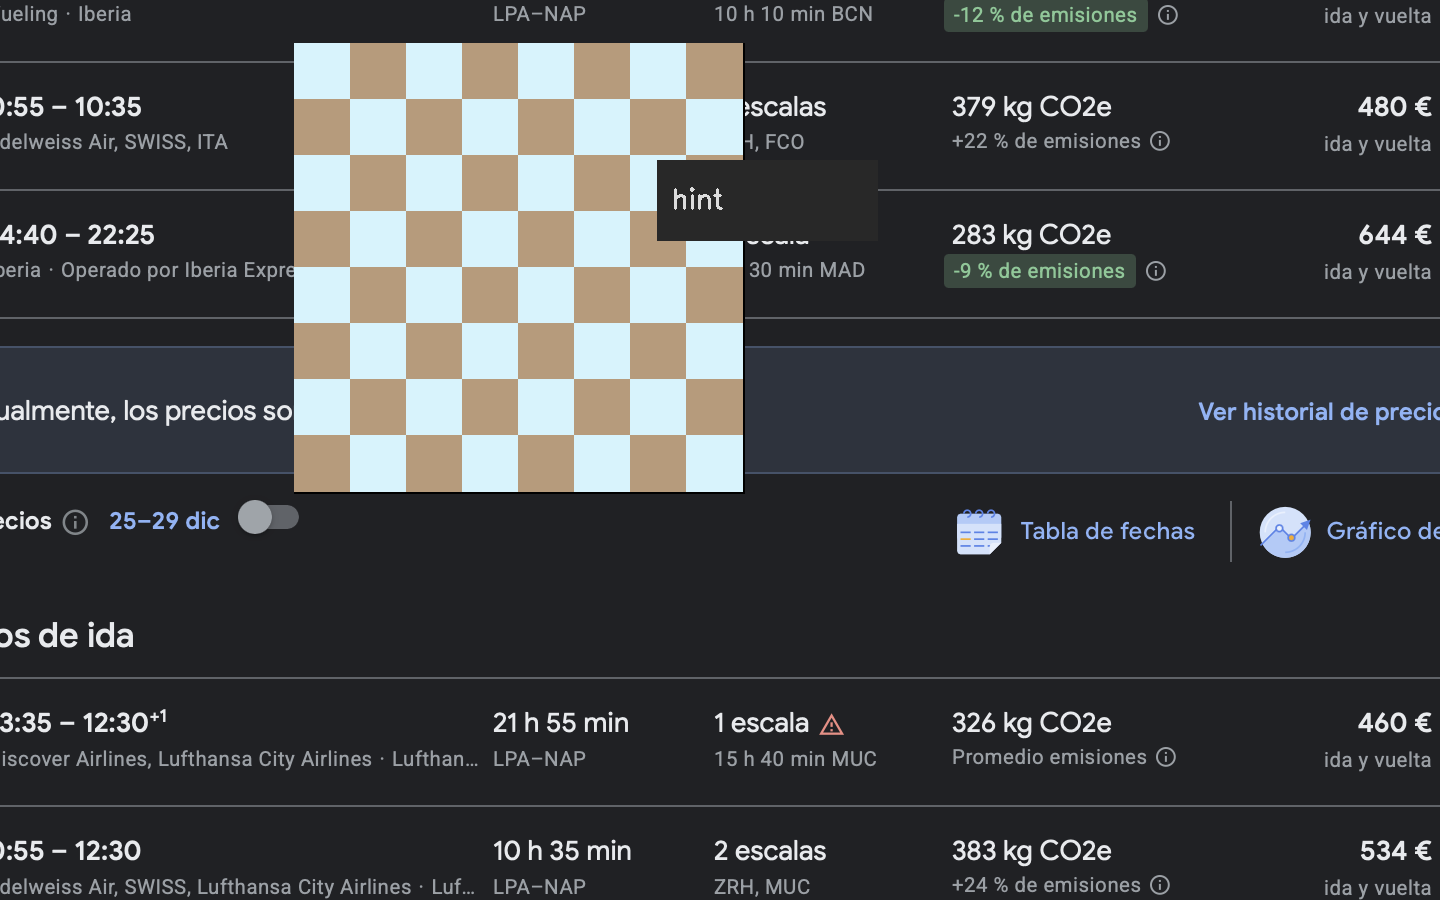 ueling · Iberia
LPA–NAP
10 h 10 min BCN
-12 % de emisiones
ida y vuelta
:55 – 10:35
escalas
379 kg CO2e
480 €
delweiss Air, SWISS, ITA
H, FCO
+22 % de emisiones
ida y vuelta
hint
4:40 – 22:25
283 kg CO2e
644 €
beria · Operado por Iberia Expre
30 min MAD
-9 % de emisiones
ida y vuelta
ualmente, los precios so
Ver historial de precio
ecios
25–29 dic
Tabla de fechas
Gráfico de
os de ida
3:35 – 12:30+1
21 h 55 min
1 escala
326 kg CO2e
460 €
iscover Airlines, Lufthansa City Airlines · Lufthan...
LPA–NAP
15 h 40 min MUC
Promedio emisiones
ida y vuelta
:55 – 12:30
10 h 35 min
2 escalas
383 kg CO2e
534 €
delweiss Air, SWISS, Lufthansa City Airlines · Luf...
LPA–NAP
ZRH, MUC
+24 % de emisiones
ida y vuelta